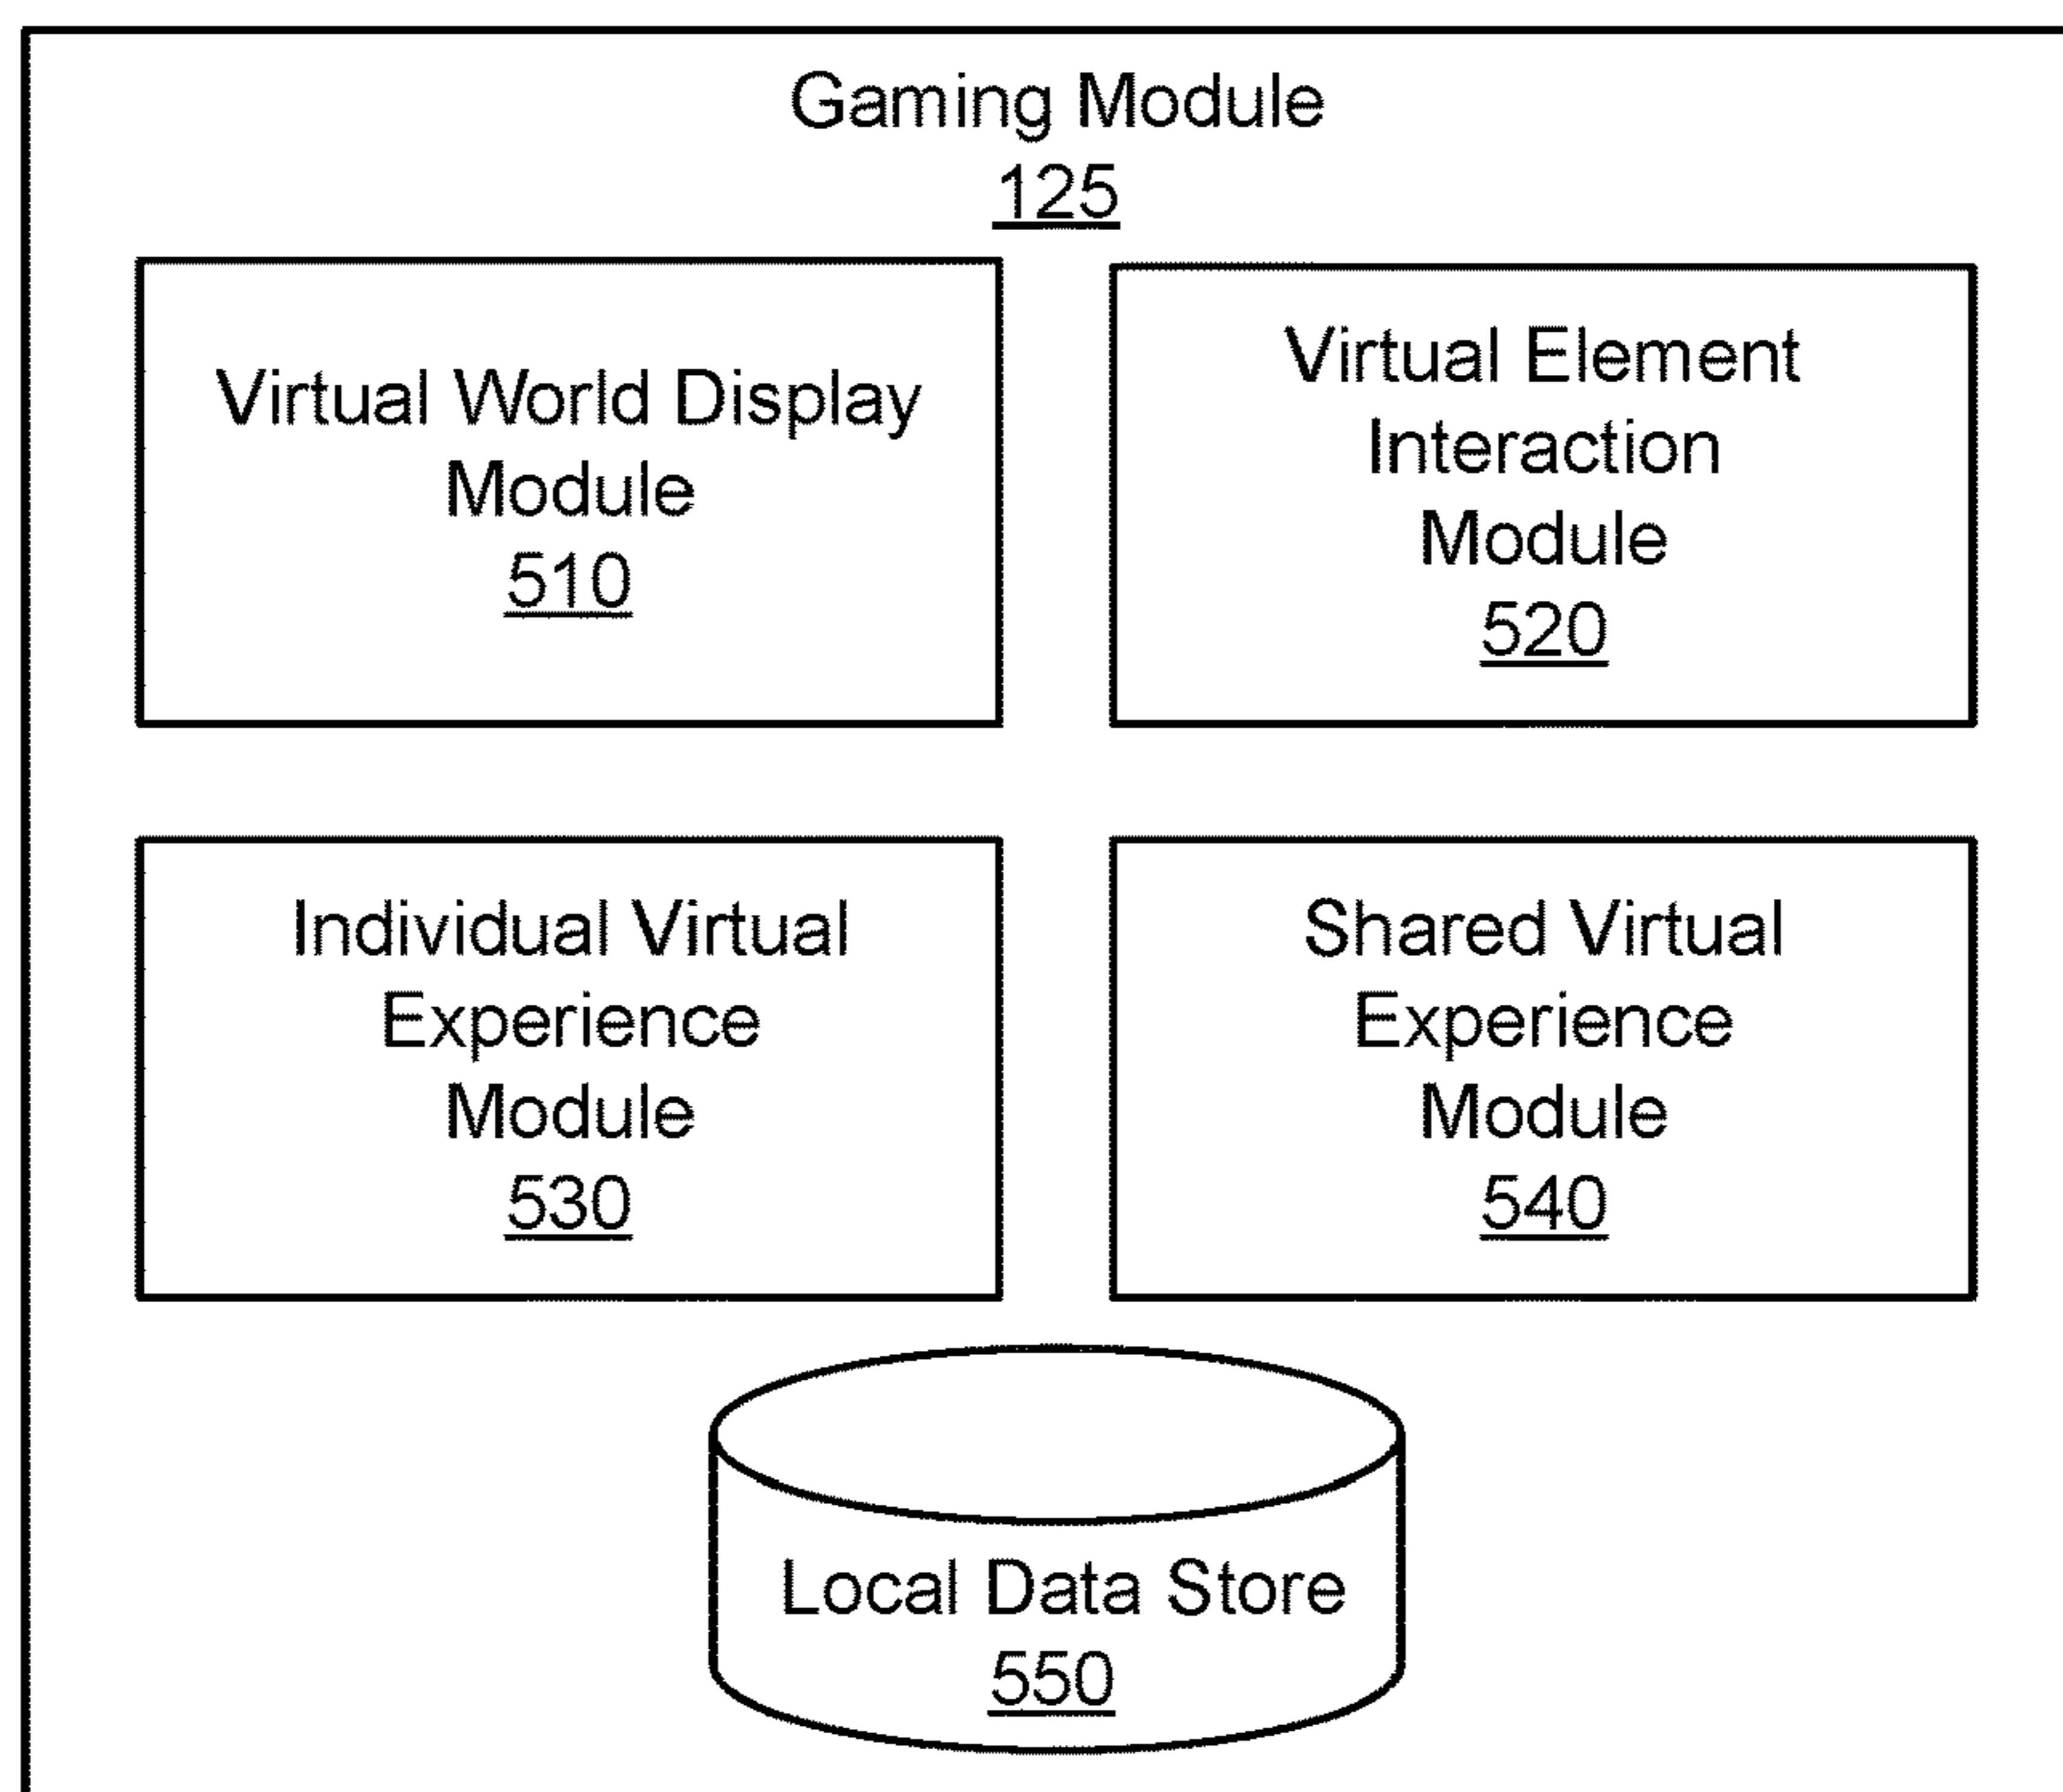 Gaming Module
125
Virtual World Display
Module
510
Virtual Element
Interaction
Module
520
Individual Virtual
Experience
Module
530
Shared Virtual
Experience
Module
540
Local Data Store
550